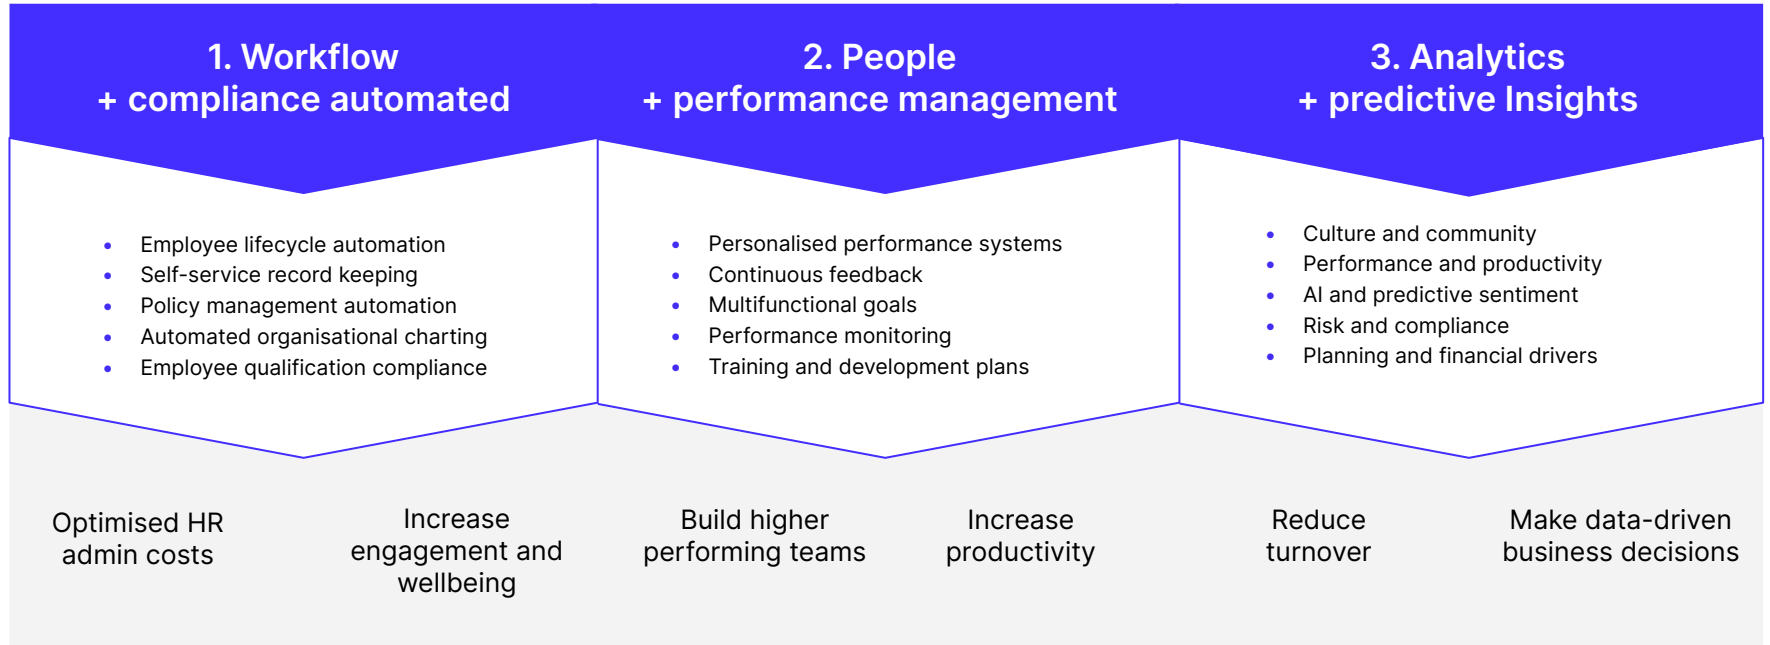 1. Workflow
+ compliance automated
2. People
+ performance management
3. Analytics
+ predictive Insights
• Employee lifecycle automation
• Self-service record keeping
• Policy management automation
• Automated organisational charting
• Employee qualification compliance
• Personalised performance systems
• Continuous feedback
• Multifunctional goals
• Performance monitoring
• Training and development plans
• Culture and community
• Performance and productivity
• AI and predictive sentiment
• Risk and compliance
• Planning and financial drivers
Optimised HR
admin costs
Increase
engagement and
wellbeing
Build higher
performing teams
Increase
productivity
Reduce
turnover
Make data-driven
business decisions